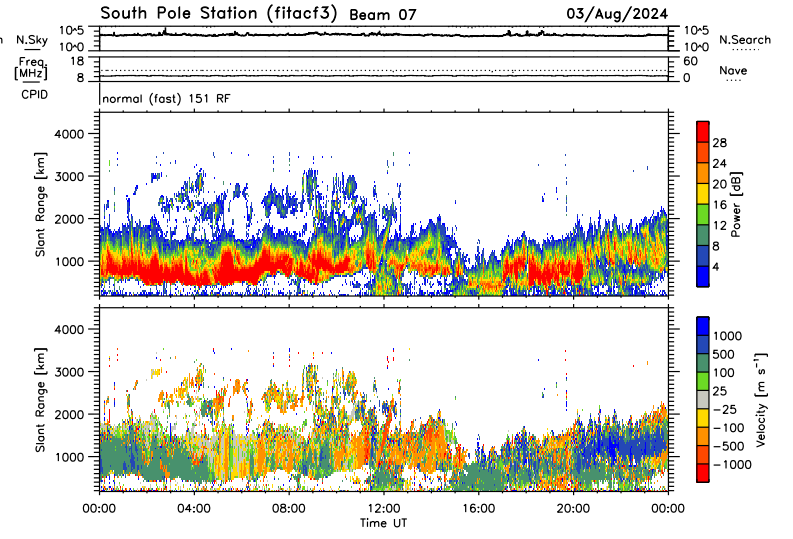 South Pole Station (fitacf3) Beam 07 03/Aug/2024
n N.Sky 10^5 10^0 10^5 10^0 N.Search
Freq. [MHz] 18 8 60 0 Nave
CPID normal (fast) 151 RF
Slant Range [km]
4000
3000
2000
1000
28
24
20
16
12
8
4
Power [dB]
Slant Range [km]
4000
3000
2000
1000
1000
500
100
25
-25
-100
-500
-1000
Velocity [m s⁻¹]
00:00 04:00 08:00 12:00 16:00 20:00 00:00
Time UT